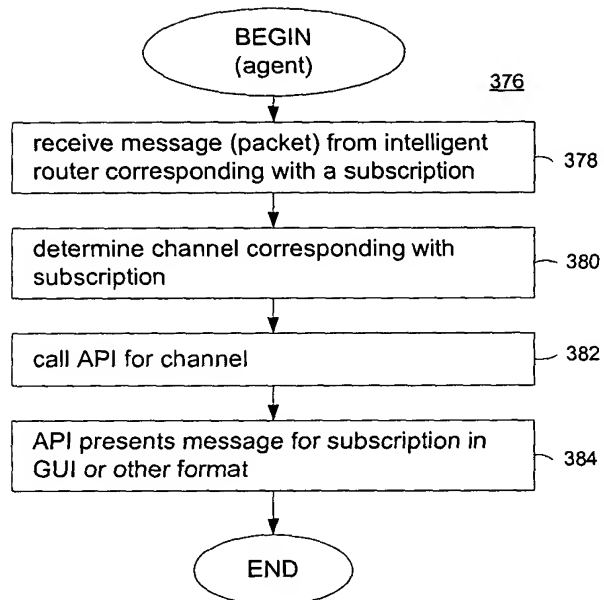 BEGIN
(agent)
376
receive message (packet) from intelligent
router corresponding with a subscription
378
determine channel corresponding with
subscription
380
call API for channel
382
API presents message for subscription in
GUI or other format
384
END